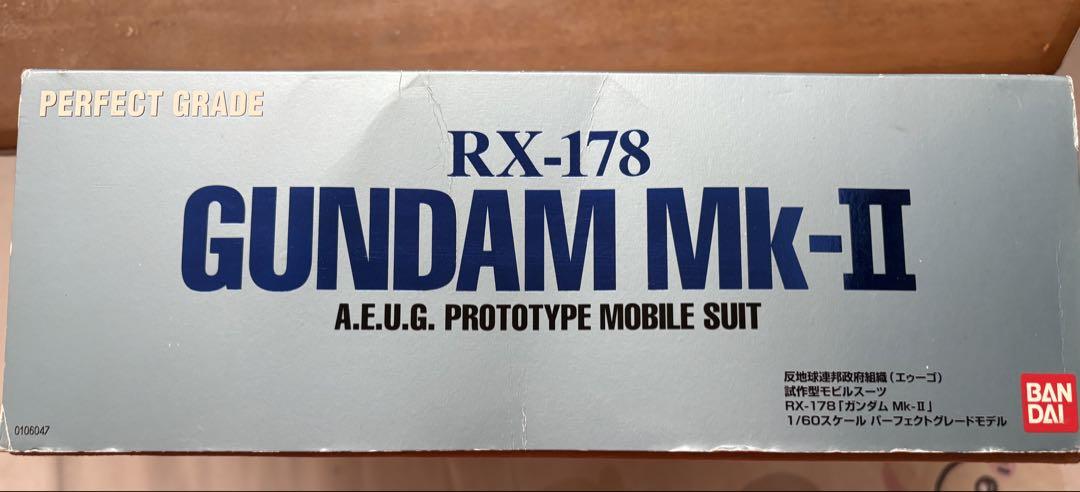 PERFECT GRADE
RX-178
GUNDAM Mk-II
A.E.U.G. PROTOTYPE MOBILE SUIT
反地球連邦政府組織(エゥーゴ)
試作型モビルスーツ
RX-178「ガンダム Mk-II」
1/60スケール パーフェクトグレードモデル
BAN
DAI
0106047